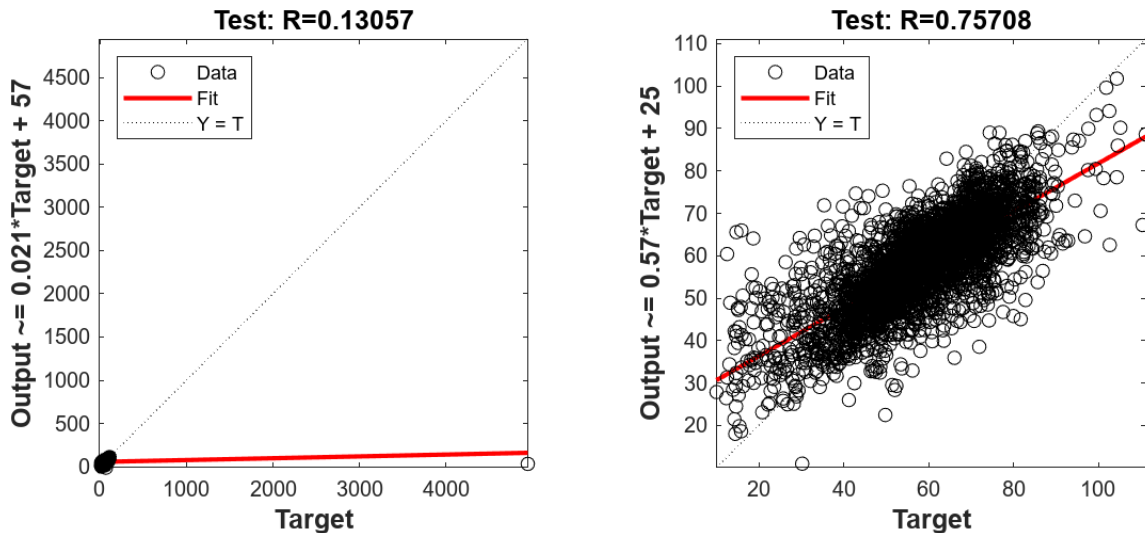 Test: R=0.13057
Output ~= 0.021*Target + 57
4500
4000
3500
3000
2500
2000
1500
1000
500
0
Data
Fit
Y = T
0
1000
2000
3000
4000
Target
Test: R=0.75708
Output ~= 0.57*Target + 25
110
100
90
80
70
60
50
40
30
20
10
Data
Fit
Y = T
20
40
60
80
100
Target